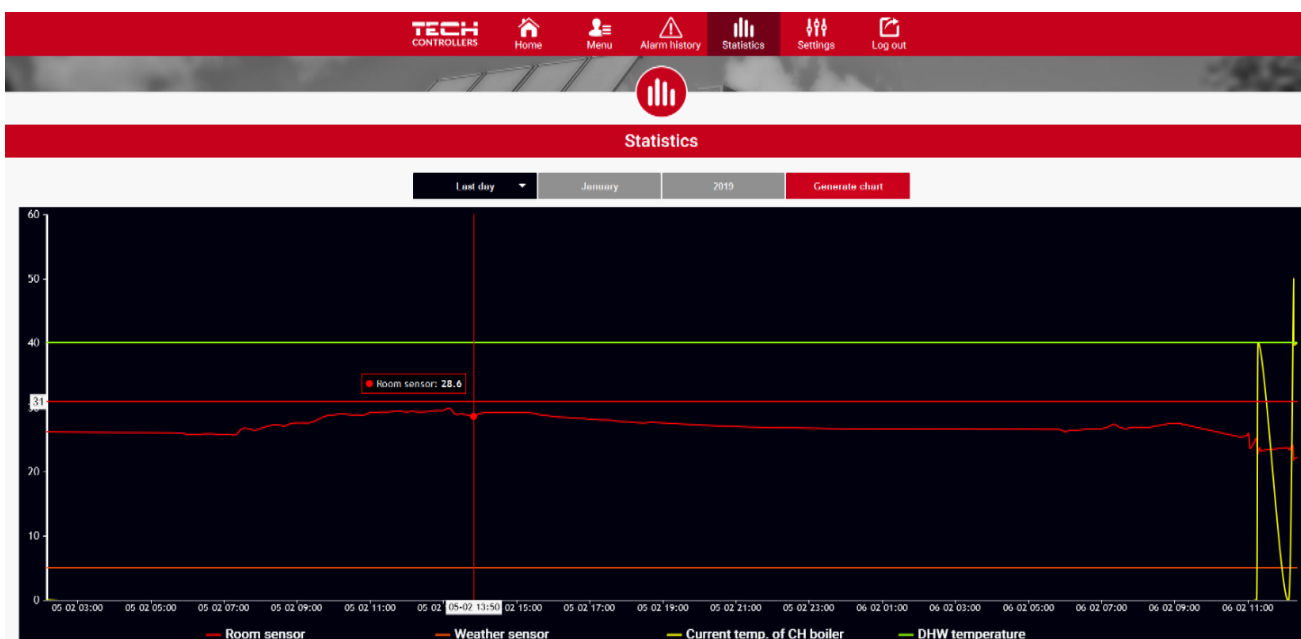 TECH
CONTROLLERS
Home
Menu
Alarm history
Statistics
Settings
Log out
Statistics
Last day
January
2019
Generate chart
60
50
40
Room sensor: 28.6
31
20
10
0
05 02 03:00 05 02 05:00 05 02 07:00 05 02 09:00 05 02 11:00 05 02 05-02 13:50 02 15:00 05 02 17:00 05 02 19:00 05 02 21:00 05 02 23:00 06 02 01:00 06 02 03:00 06 02 05:00 06 02 07:00 06 02 09:00 06 02 11:00
Room sensor Weather sensor Current temp. of CH boiler DHW temperature